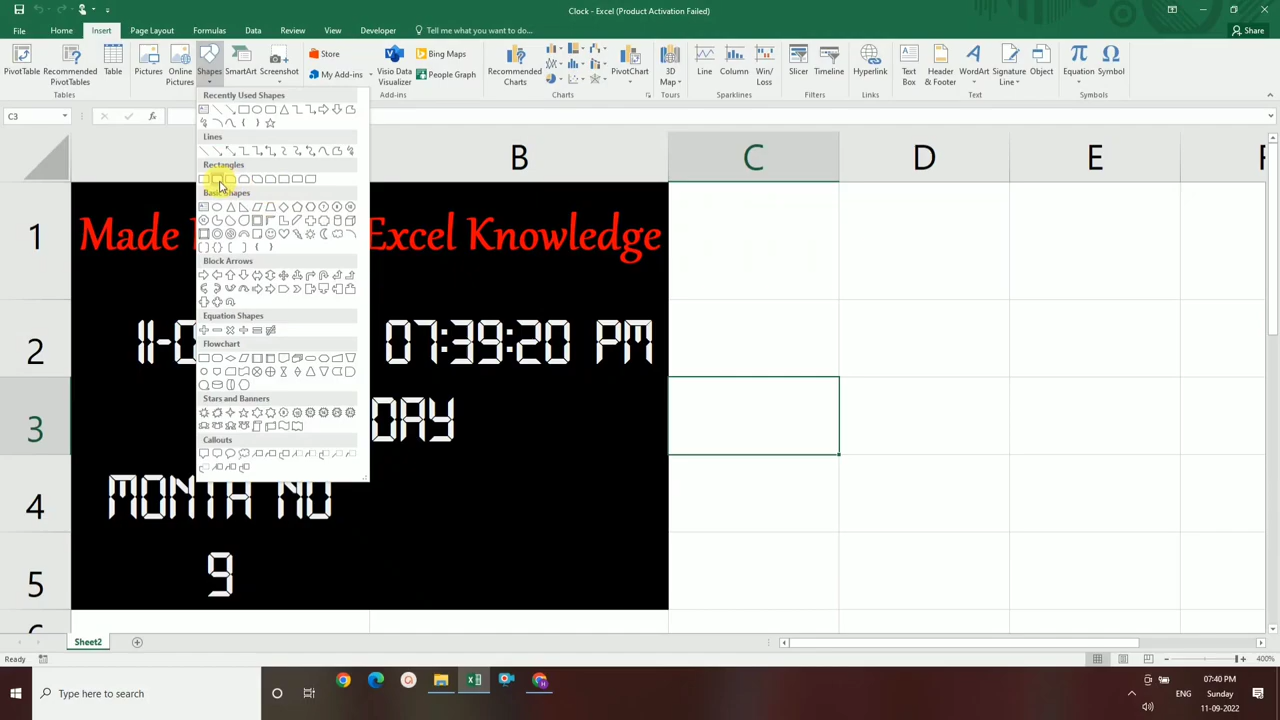 Clock - Excel (Product Activation Failed)
File Home Insert Page Layout Formulas Data Review View Developer Tell me what you want to do... Share
PivotTable Recommended PivotTables Table Pictures Online Pictures Shapes SmartArt Screenshot Store My Add-ins Visio Data Visualizer Bing Maps People Graph Recommended Charts PivotChart 3D Map Line Column Win/Loss Slicer Timeline Hyperlink Text Box Header & Footer WordArt Signature Line Object Equation Symbol
Tables Add-ins Charts Tours Sparklines Filters Links Text Symbols
C3 fx
Recently Used Shapes
Lines
Rectangles
Basic Shapes
Block Arrows
Equation Shapes
Flowchart
Stars and Banners
Callouts
B C D E F
1 Made Excel Knowledge
2 11-0 07:39:20 PM
3 DAY
4 MONTH NO
5 9
6
Sheet2
Ready 400%
Type here to search
07:40 PM
ENG Sunday
11-09-2022